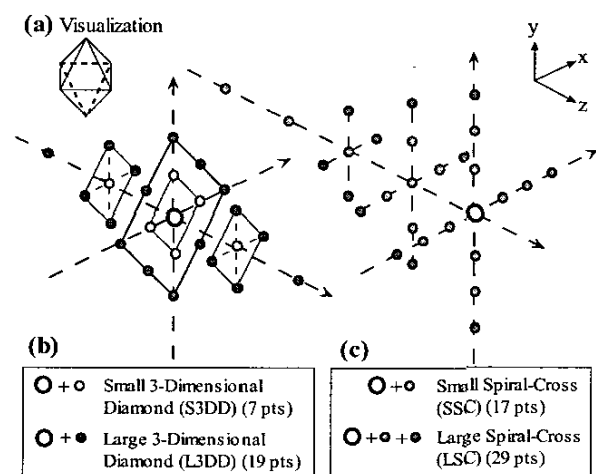 (a) Visualization
y
x
z
(b)
(c)
+ Small 3-Dimensional
Diamond (S3DD) (7 pts)
+ Large 3-Dimensional
Diamond (L3DD) (19 pts)
+ Small Spiral-Cross
(SSC) (17 pts)
+ + Large Spiral-Cross
(LSC) (29 pts)